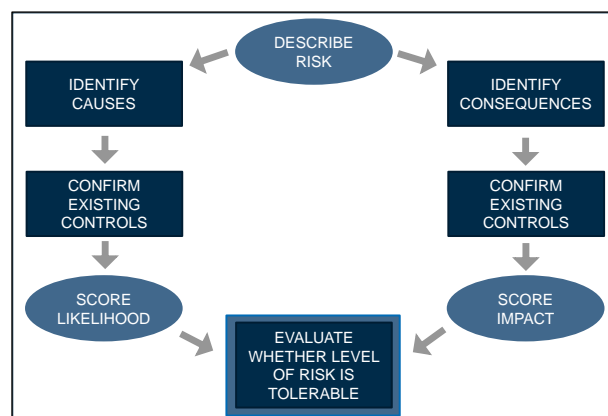 DESCRIBE
RISK
IDENTIFY
CAUSES
IDENTIFY
CONSEQUENCES
CONFIRM
EXISTING
CONTROLS
CONFIRM
EXISTING
CONTROLS
SCORE
LIKELIHOOD
SCORE
IMPACT
EVALUATE
WHETHER LEVEL
OF RISK IS
TOLERABLE